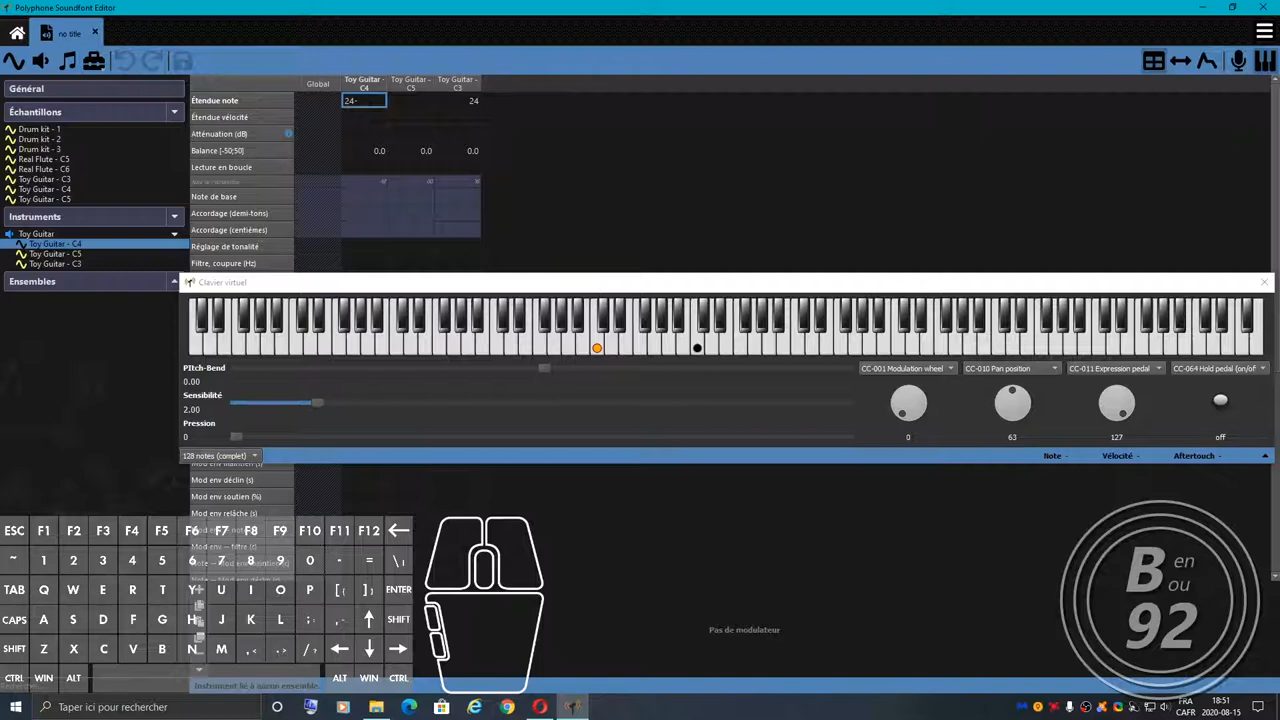 Polyphone Soundfont Editor
no title
Général
Échantillons
Drum kit - 1
Drum kit - 2
Drum kit - 3
Real Flute - C5
Real Flute - C6
Toy Guitar - C3
Toy Guitar - C4
Toy Guitar - C5
Instruments
Toy Guitar
Toy Guitar - C4
Toy Guitar - C5
Toy Guitar - C3
Ensembles
Global
Toy Guitar - C4
Toy Guitar - C5
Toy Guitar - C3
Étendue note
24-
24
Étendue vélocité
Atténuation (dB)
Balance [-50;50]
0.0
0.0
0.0
Lecture en boucle
Note de base
Accordage (demi-tons)
Accordage (centièmes)
Réglage de tonalité
Filtre, coupure (Hz)
Clavier virtuel
Pitch-Bend
0.00
Sensibilité
2.00
Pression
0
CC-001 Modulation wheel
CC-010 Pan position
CC-011 Expression pedal
CC-064 Hold pedal (on/of
0
63
127
off
128 notes (complet)
Note -
Vélocité -
Aftertouch -
Mod env maintien (s)
Mod env déclin (s)
Mod env soutien (%)
Mod env relâche (s)
Mod env → filtre (c)
Pas de modulateur
Instrument lié à aucun ensemble.
ESC F1 F2 F3 F4 F5 F6 F7 F8 F9 F10 F11 F12 ←
~ 1 2 3 4 5 6 7 8 9 0 - = \|
TAB Q W E R T Y U I O P [{ ]} ENTER
CAPS A S D F G H J K L ;: ,· ↑ SHIFT
SHIFT Z X C V B N M ,< .> /? ← ↓ →
CTRL WIN ALT ALT WIN CTRL
B en
ou
92
Taper ici pour rechercher
FRA
CAFR
18:51
2020-08-15